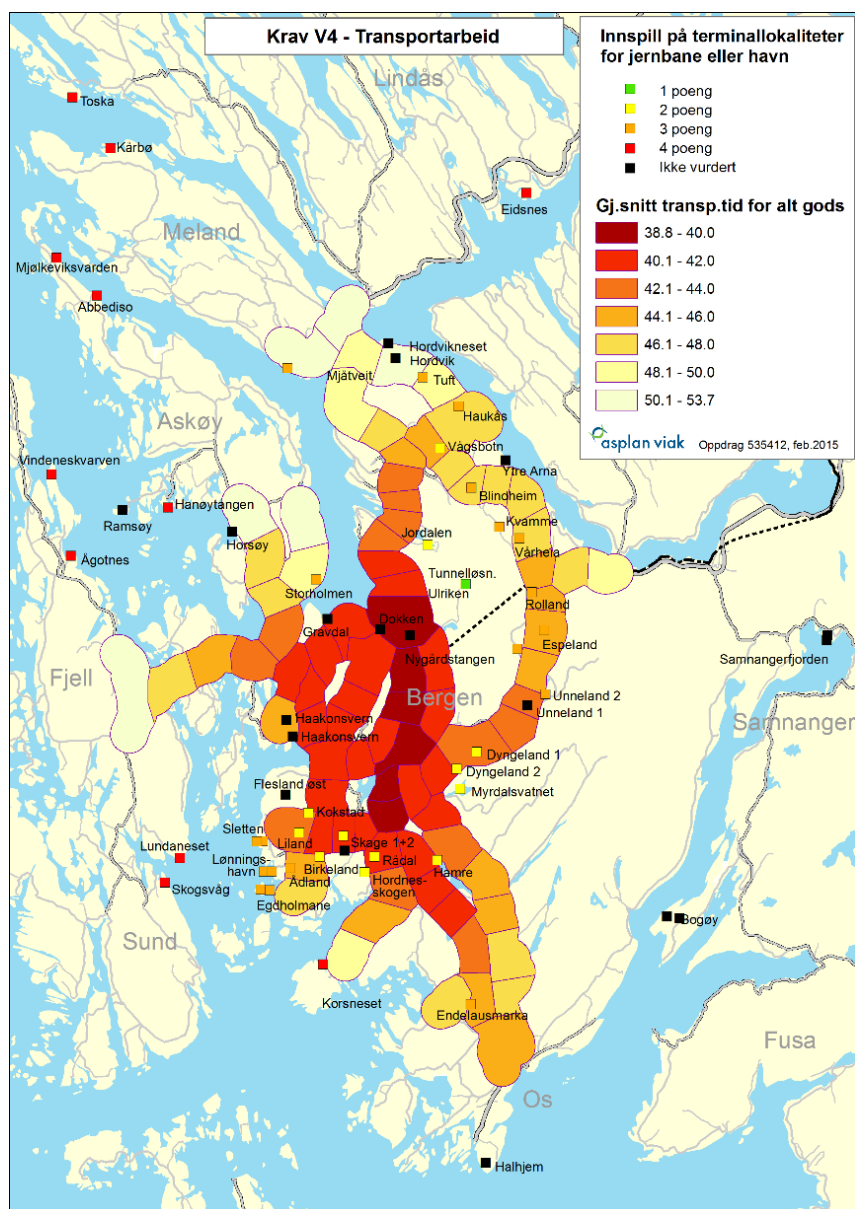 Krav V4 - Transportarbeid
Innspill på terminallokaliteter
for jernbane eller havn
1 poeng
2 poeng
3 poeng
4 poeng
Ikke vurdert
Gj.snitt transp.tid for alt gods
38.8 - 40.0
40.1 - 42.0
42.1 - 44.0
44.1 - 46.0
46.1 - 48.0
48.1 - 50.0
50.1 - 53.7
asplan viak Oppdrag 535412, feb.2015
Lindås
Toska
Kårbø
Eidsnes
Meland
Mjølkeviksvarden
Abbediso
Hordvikneset
Hordvik
Mjåtveit
Tuft
Askøy
Haukås
Vågsbotn
Vindeneskvarven
Ytre Arna
Blindheim
Hanøytangen
Ramsøy
Kvamme
Horsøy
Jordalen
Vårheia
Ågotnes
Tunnelløsn.
Ulriken
Storholmen
Rolland
Dokken
Gravdal
Espeland
Nygårdstangen
Samnangerfjorden
Fjell
Bergen
Unneland 2
Samnanger
Unneland 1
Haakonsvern
Haakonsvern
Dyngeland 1
Dyngeland 2
Flesland øst
Myrdalsvatnet
Kokstad
Sletten
Liland
Skage 1+2
Lundaneset
Lønnings-
havn
Birkeland
Rådal
Hamre
Ådland
Hordnes-
skogen
Skogsvåg
Egdholmane
Bogøy
Sund
Korsneset
Endelausmarka
Fusa
Os
Halhjem